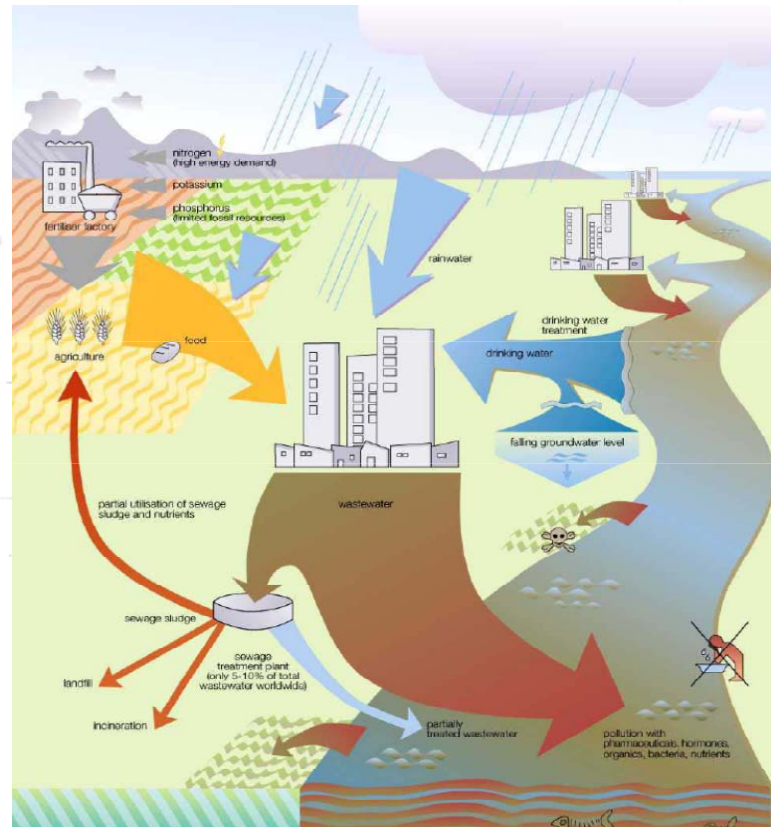 nitrogen
(high energy demand)
potassium
phosphorus
(limited fossil resources)
fertiliser factory
rainwater
drinking water
treatment
drinking water
food
agriculture
falling groundwater level
partial utilisation of sewage
sludge and nutrients
wastewater
sewage sludge
sewage
treatment plant
(only 5-10% of total
wastewater worldwide)
landfill
incineration
partially
treated wastewater
pollution with
pharmaceuticals, hormones,
organics, bacteria, nutrients